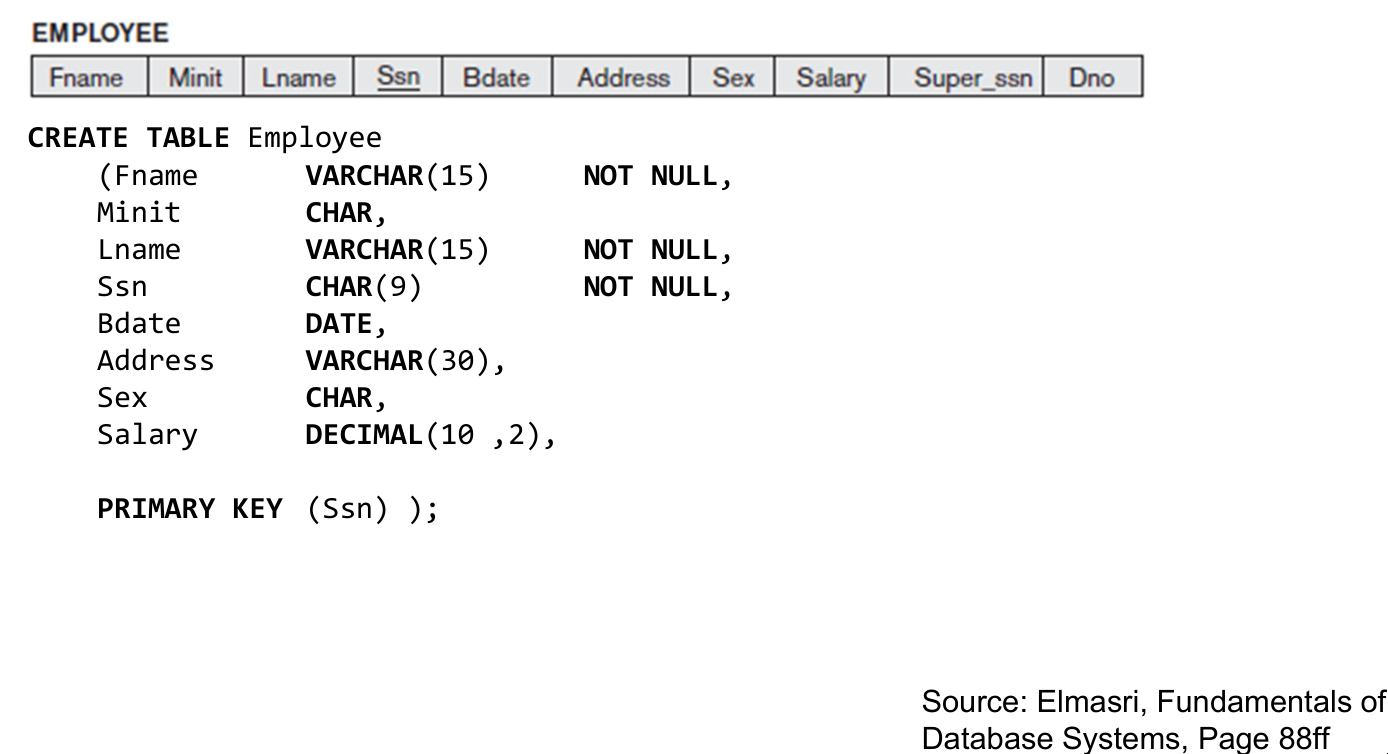 EMPLOYEE
Fname Minit Lname Ssn Bdate Address Sex Salary Super_ssn Dno
CREATE TABLE Employee
(Fname VARCHAR(15) NOT NULL,
Minit CHAR,
Lname VARCHAR(15) NOT NULL,
Ssn CHAR(9) NOT NULL,
Bdate DATE,
Address VARCHAR(30),
Sex CHAR,
Salary DECIMAL(10 ,2),
PRIMARY KEY (Ssn) );
Source: Elmasri, Fundamentals of
Database Systems, Page 88ff